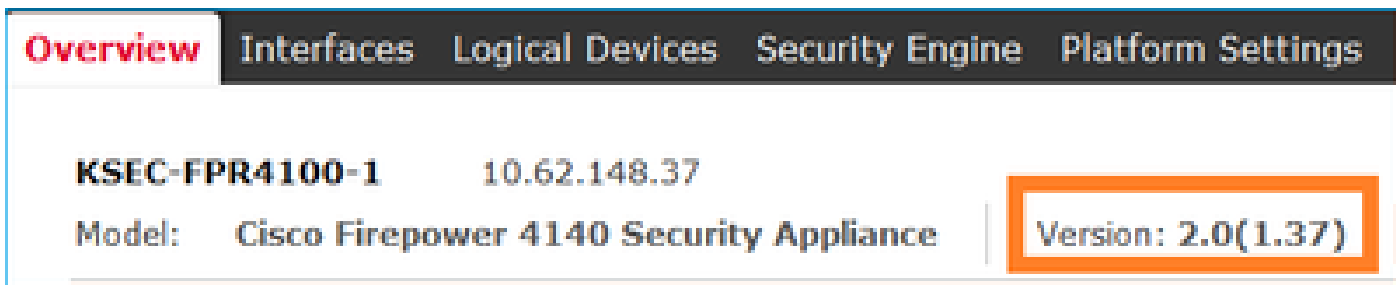 Overview Interfaces Logical Devices Security Engine Platform Settings
KSEC-FPR4100-1 10.62.148.37
Model: Cisco Firepower 4140 Security Appliance Version: 2.0(1.37)